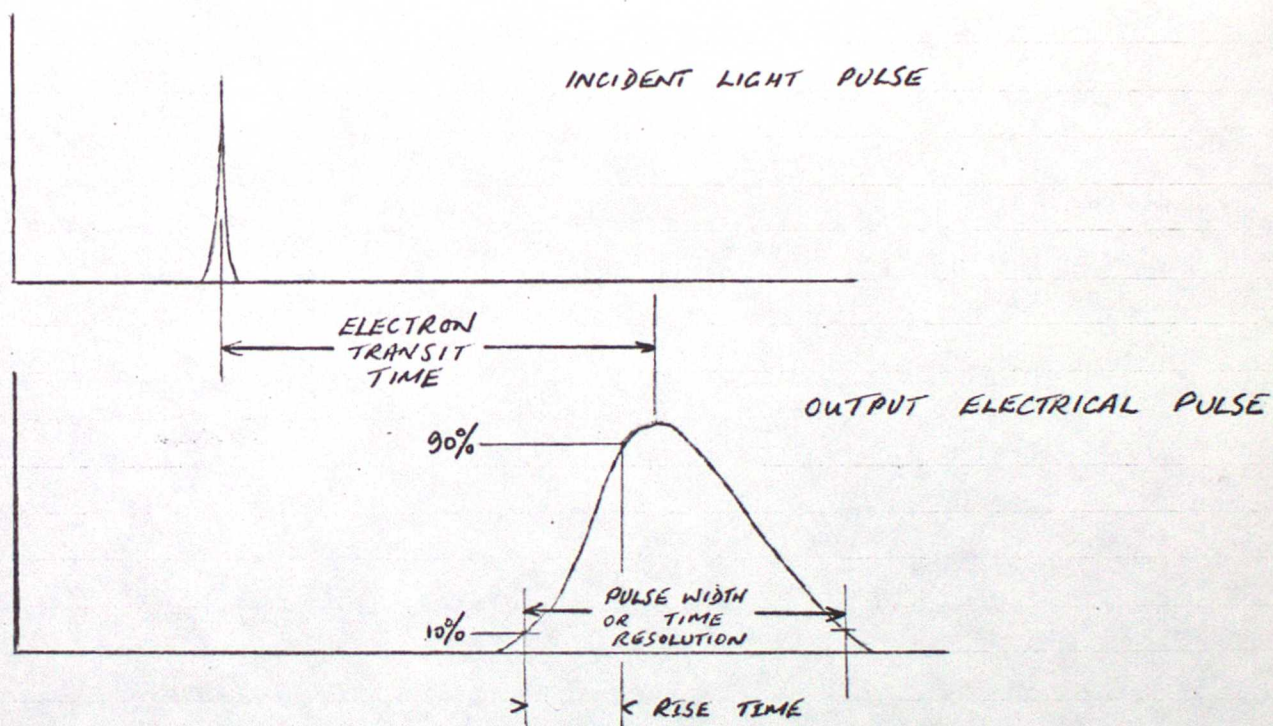 INCIDENT LIGHT PULSE
ELECTRON
TRANSIT
TIME
OUTPUT ELECTRICAL PULSE
90%
PULSE WIDTH
OR TIME
RESOLUTION
10%
RISE TIME